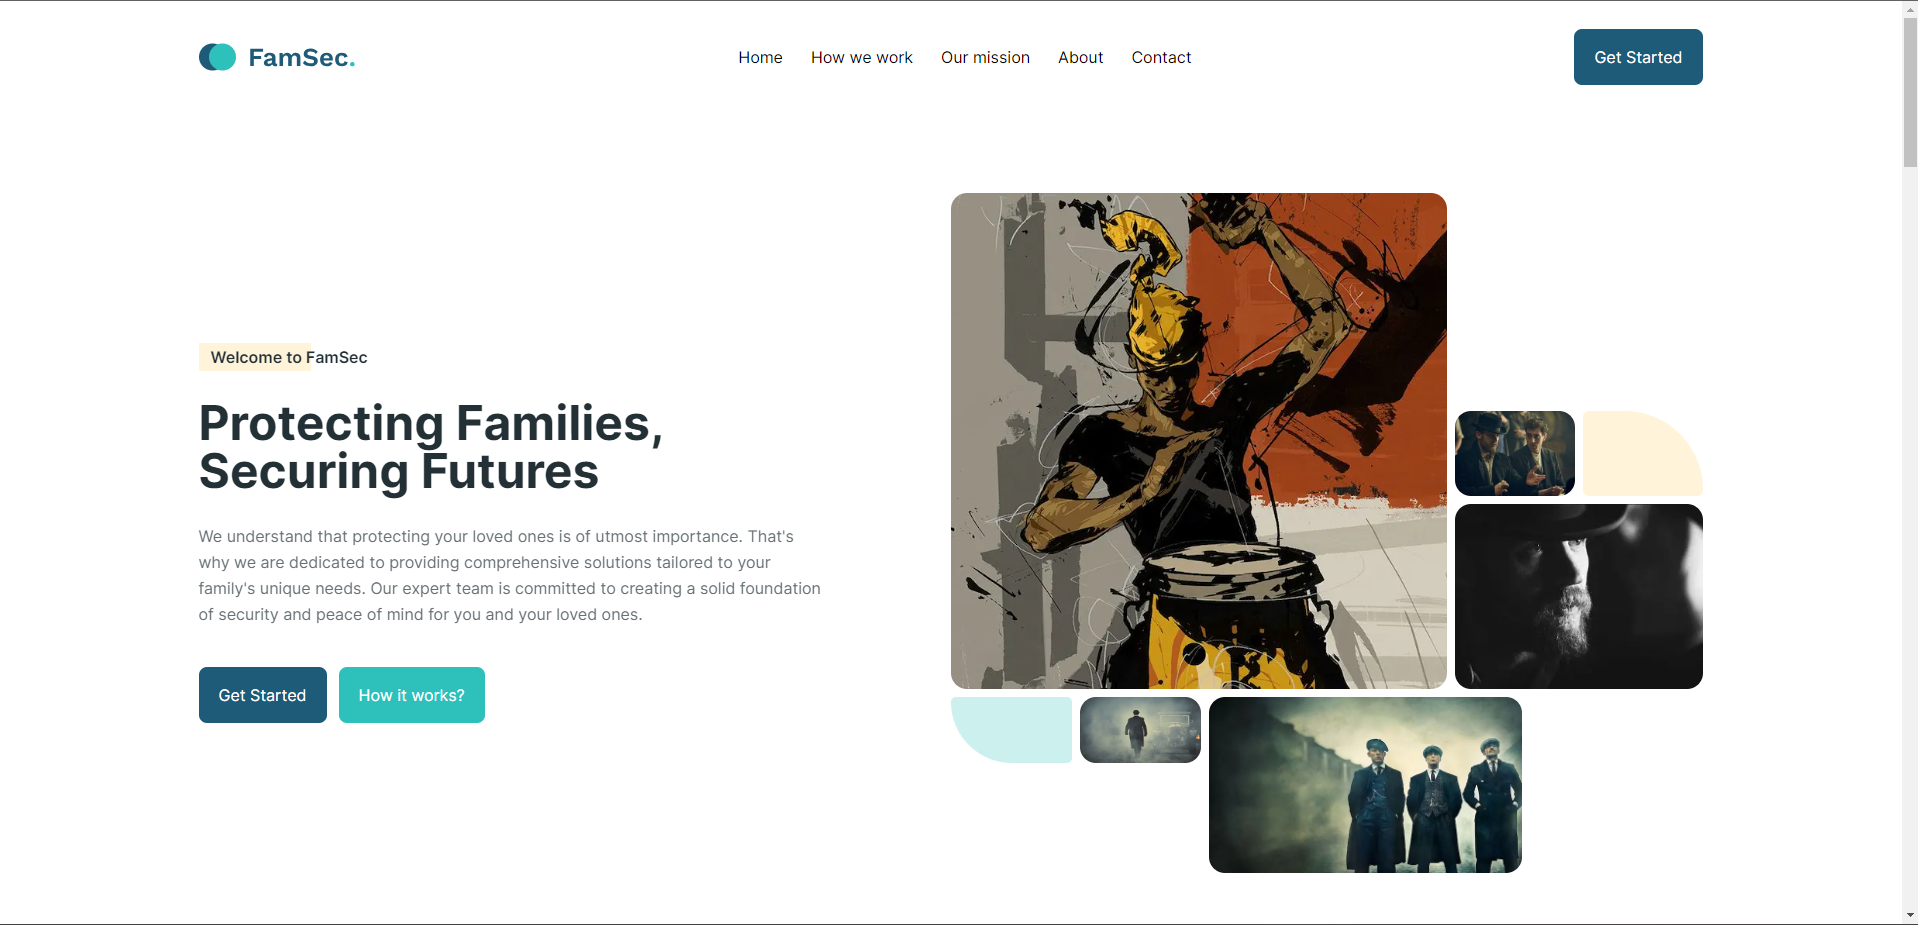 FamSec.
Home
How we work
Our mission
About
Contact
Get Started
Welcome to FamSec
Protecting Families,
Securing Futures
We understand that protecting your loved ones is of utmost importance. That's
why we are dedicated to providing comprehensive solutions tailored to your
family's unique needs. Our expert team is committed to creating a solid foundation
of security and peace of mind for you and your loved ones.
Get Started
How it works?